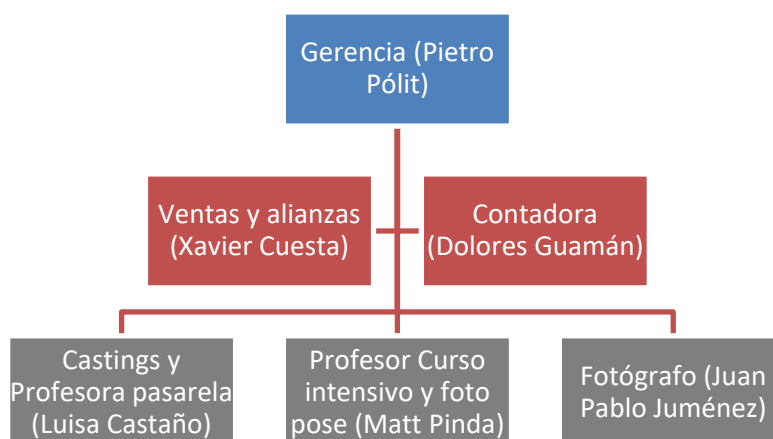 Gerencia (Pietro
Pólit)
Ventas y alianzas
(Xavier Cuesta)
Contadora
(Dolores Guamán)
Castings y
Profesora pasarela
(Luisa Castaño)
Profesor Curso
intensivo y foto
pose (Matt Pinda)
Fotógrafo (Juan
Pablo Juménez)